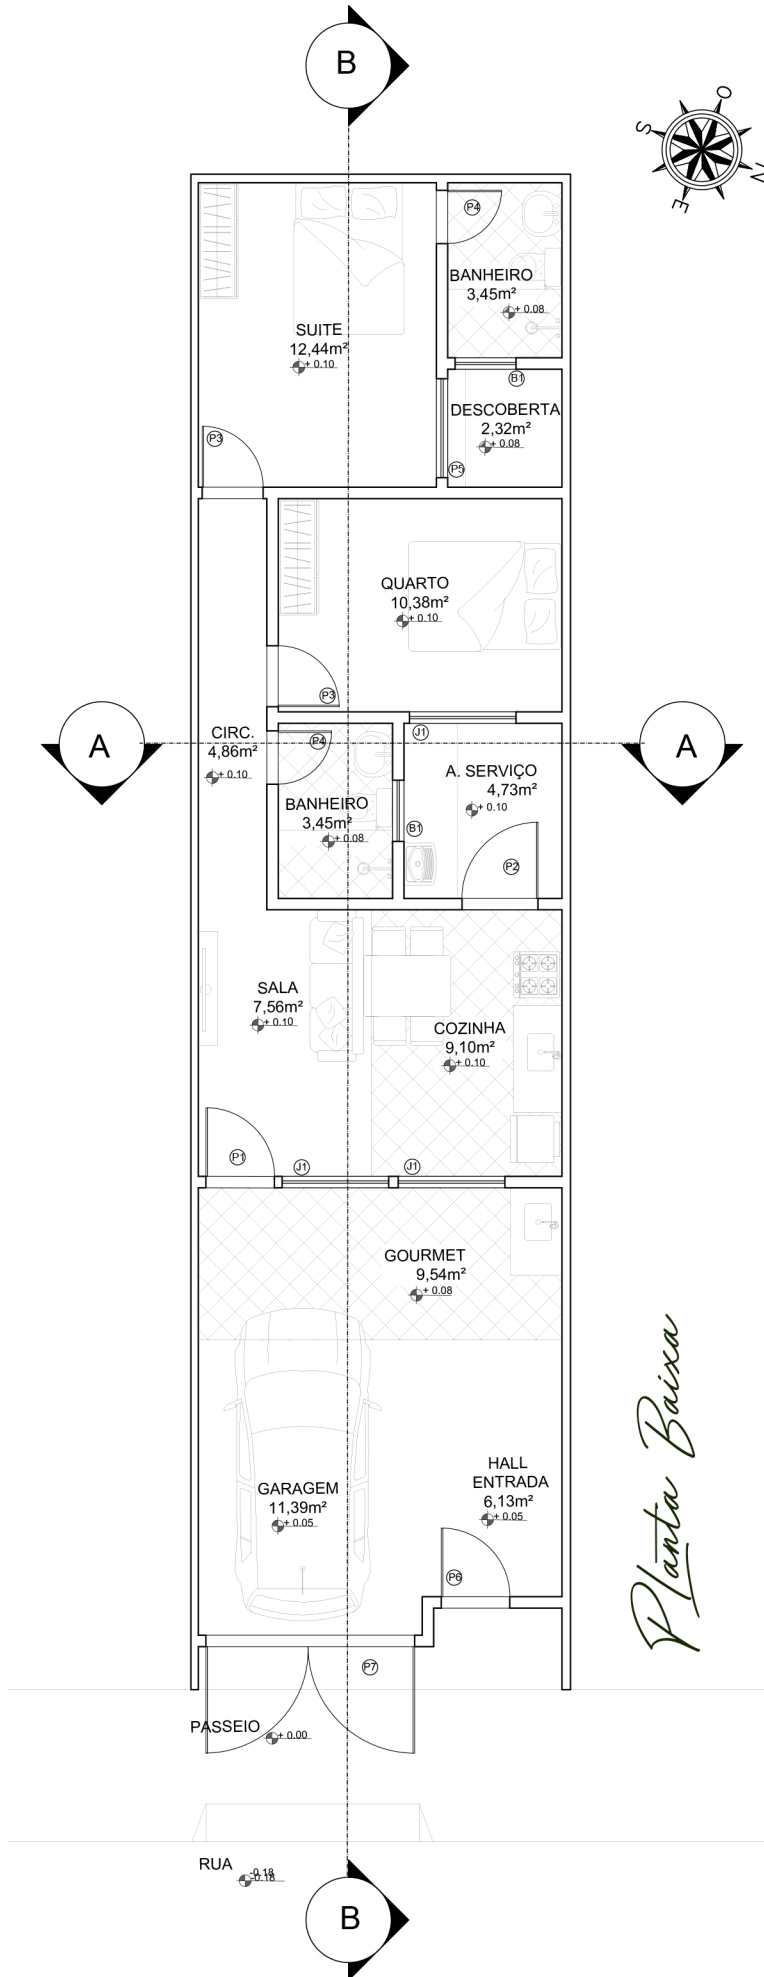 B
O
S
N
E
P4
BANHEIRO
3,45m²
+ 0.08
SUITE
12,44m²
+ 0.10
B1
DESCOBERTA
2,32m²
+ 0.08
P3
P5
QUARTO
10,38m²
+ 0.10
P3
A
CIRC.
4,86m²
+ 0.10
P4
J1
A
A. SERVIÇO
4,73m²
+ 0.10
BANHEIRO
3,45m²
+ 0.08
B1
P2
SALA
7,56m²
+ 0.10
COZINHA
9,10m²
+ 0.10
P1
J1
J1
GOURMET
9,54m²
+ 0.08
Planta Baixa
HALL
ENTRADA
6,13m²
+ 0.05
GARAGEM
11,39m²
+ 0.05
P6
P7
PASSEIO
+ 0.00
RUA
-0.18
-0.18
B